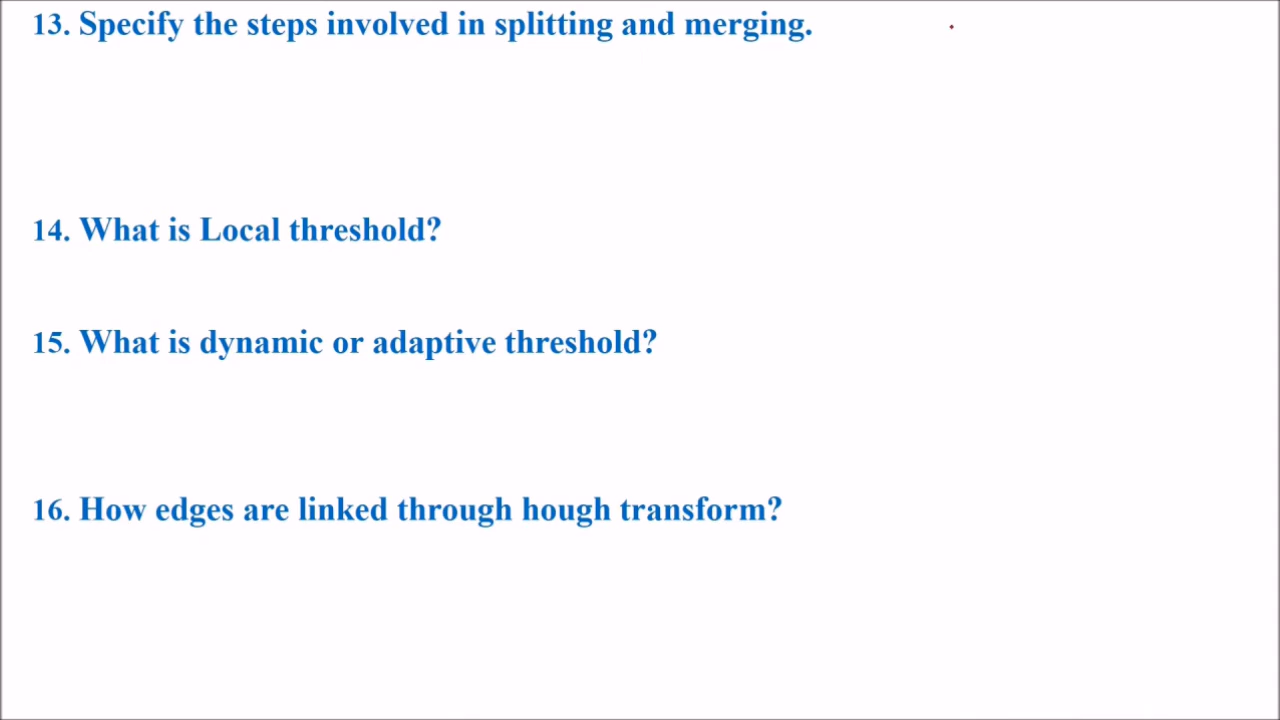 13. Specify the steps involved in splitting and merging.
14. What is Local threshold?
15. What is dynamic or adaptive threshold?
16. How edges are linked through hough transform?